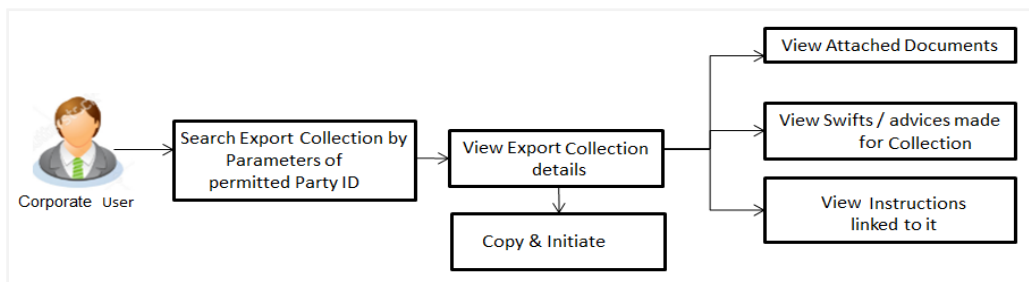 Corporate User
Search Export Collection by
Parameters of
permitted Party ID
View Export Collection
details
Copy & Initiate
View Attached Documents
View Swifts / advices made
for Collection
View Instructions
linked to it